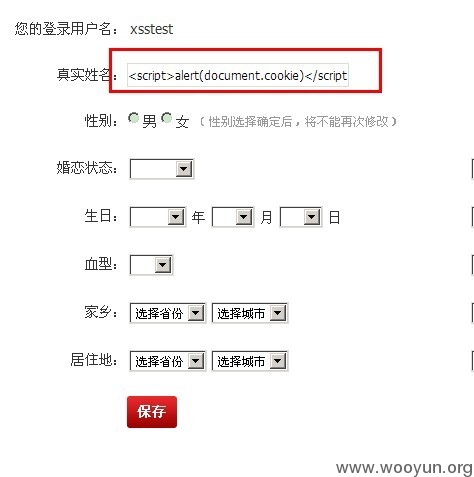 您的登录用户名： xsstest
真实姓名： <script>alert(document.cookie)</script
性别： 男 女 （性别选择确定后，将不能再次修改）
婚恋状态：
生日： 年 月 日
血型：
家乡： 选择省份 选择城市
居住地： 选择省份 选择城市
保存
www.wooyun.org